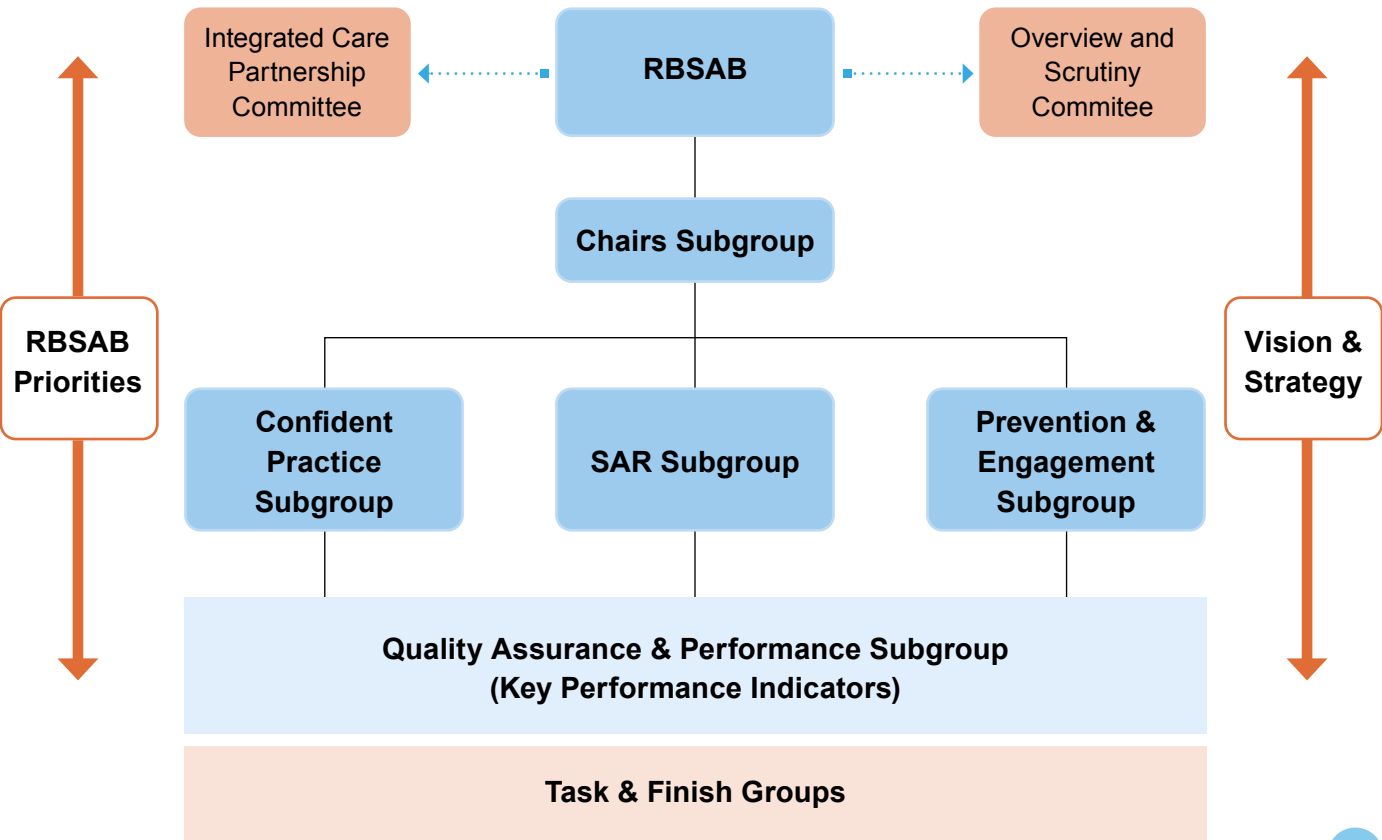 Integrated Care
Partnership
Committee
RBSAB
Overview and
Scrutiny
Commitee
Chairs Subgroup
RBSAB
Priorities
Vision &
Strategy
Confident
Practice
Subgroup
SAR Subgroup
Prevention &
Engagement
Subgroup
Quality Assurance & Performance Subgroup
(Key Performance Indicators)
Task & Finish Groups